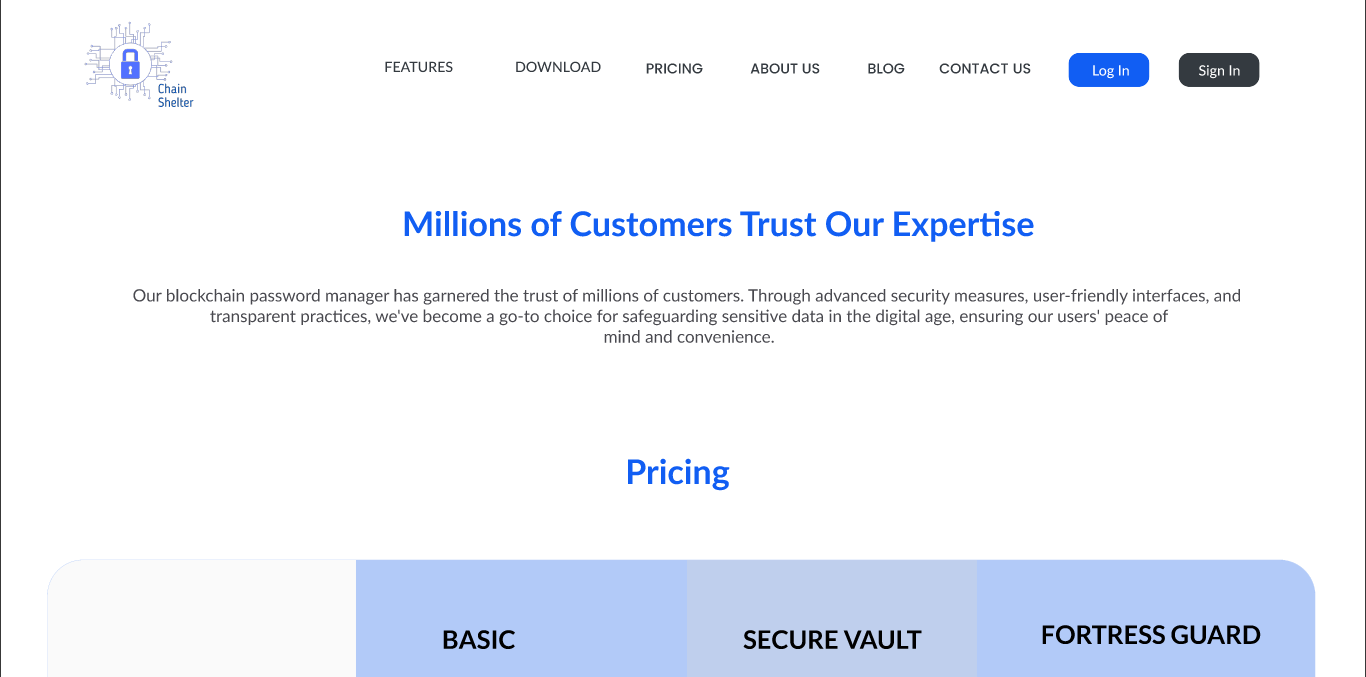 Chain
Shelter
FEATURES DOWNLOAD PRICING ABOUT US BLOG CONTACT US Log In Sign In
Millions of Customers Trust Our Expertise
Our blockchain password manager has garnered the trust of millions of customers. Through advanced security measures, user-friendly interfaces, and
transparent practices, we've become a go-to choice for safeguarding sensitive data in the digital age, ensuring our users' peace of
mind and convenience.
Pricing
BASIC SECURE VAULT FORTRESS GUARD